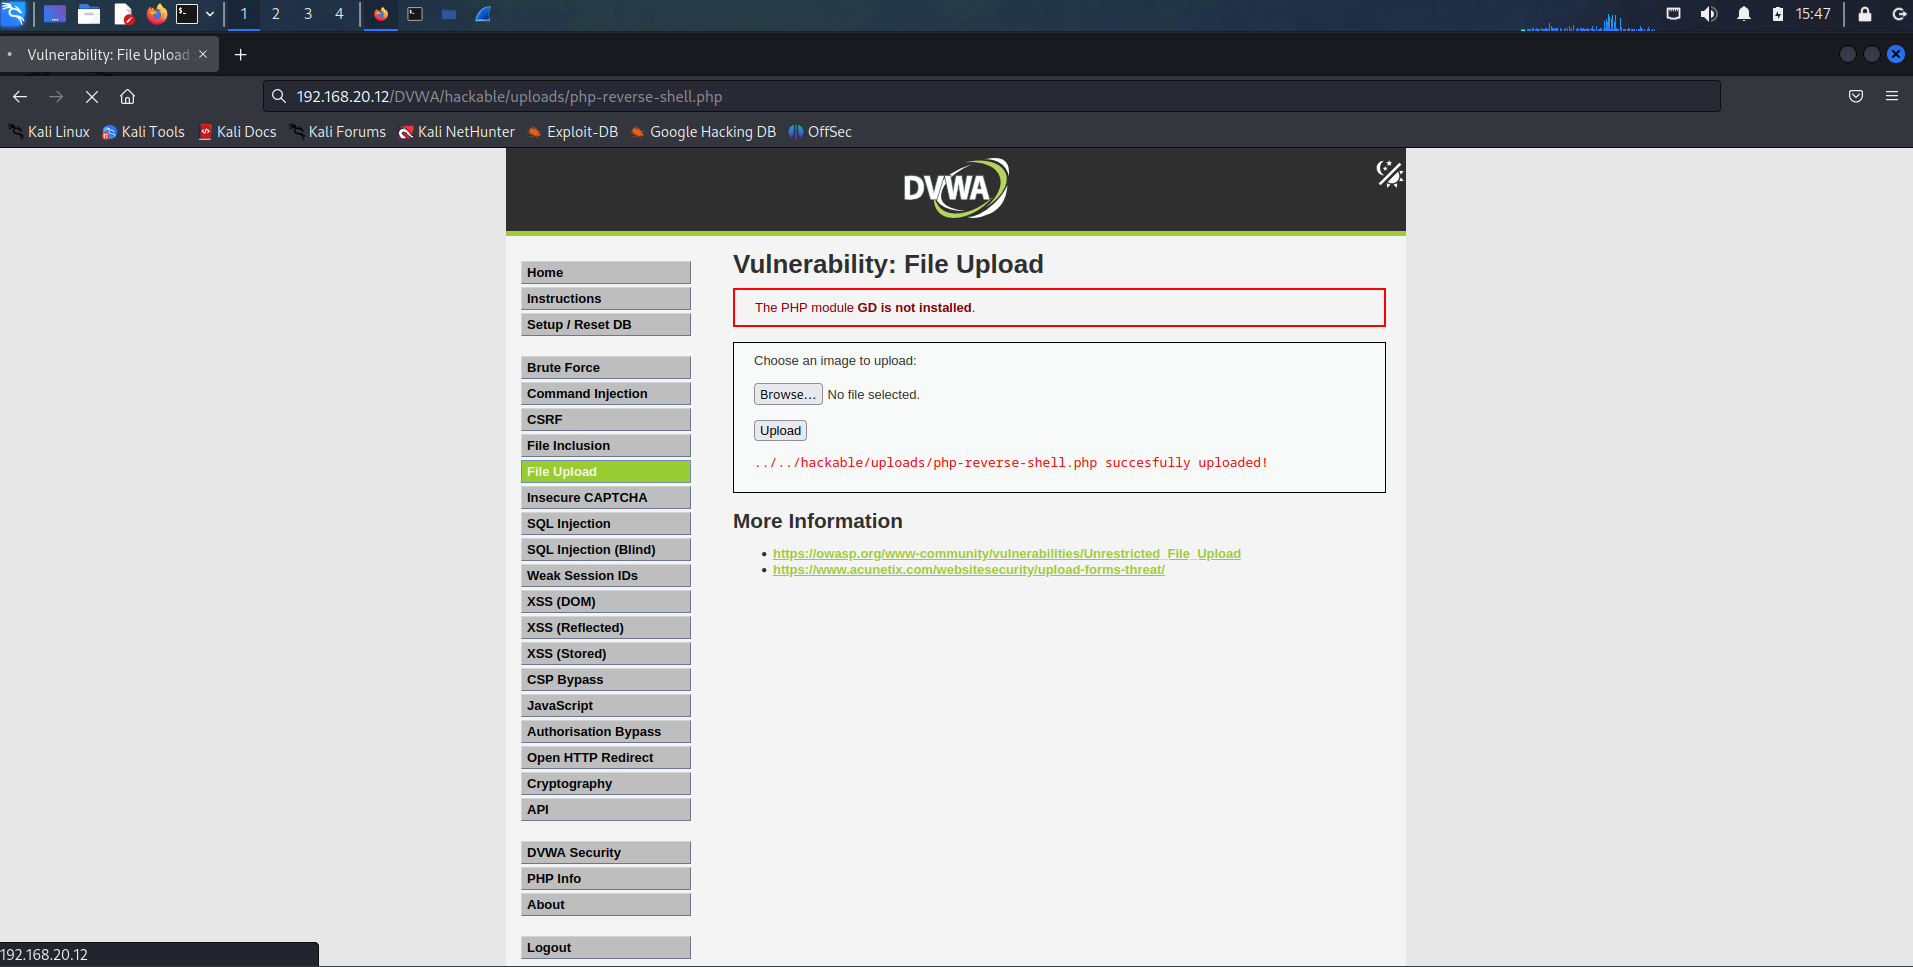 1 2 3 4 15:47
Vulnerability: File Upload
192.168.20.12/DVWA/hackable/uploads/php-reverse-shell.php
Kali Linux Kali Tools Kali Docs Kali Forums Kali NetHunter Exploit-DB Google Hacking DB OffSec
DVWA
Home
Instructions
Setup / Reset DB
Brute Force
Command Injection
CSRF
File Inclusion
File Upload
Insecure CAPTCHA
SQL Injection
SQL Injection (Blind)
Weak Session IDs
XSS (DOM)
XSS (Reflected)
XSS (Stored)
CSP Bypass
JavaScript
Authorisation Bypass
Open HTTP Redirect
Cryptography
API
DVWA Security
PHP Info
About
Logout
Vulnerability: File Upload
The PHP module GD is not installed.
Choose an image to upload:
Browse... No file selected.
Upload
../../hackable/uploads/php-reverse-shell.php succesfully uploaded!
More Information
https://owasp.org/www-community/vulnerabilities/Unrestricted_File_Upload
https://www.acunetix.com/websitesecurity/upload-forms-threat/
192.168.20.12